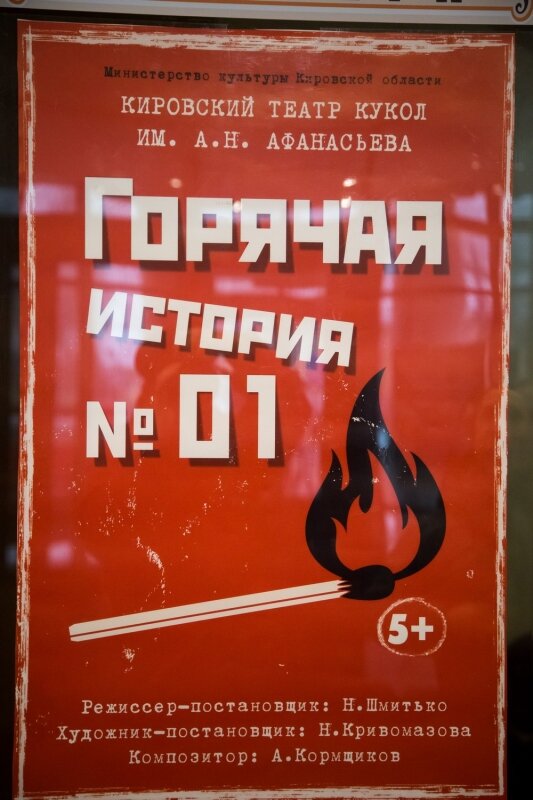 Министерство культуры Кировской области
КИРОВСКИЙ ТЕАТР КУКОЛ
ИМ. А.Н. АФАНАСЬЕВА
ГОРЯЧАЯ
ИСТОРИЯ
№ 01
5+
Режиссер-постановщик: Н.Шмитько
Художник-постановщик: Н.Кривомазова
Композитор: А.Кормщиков